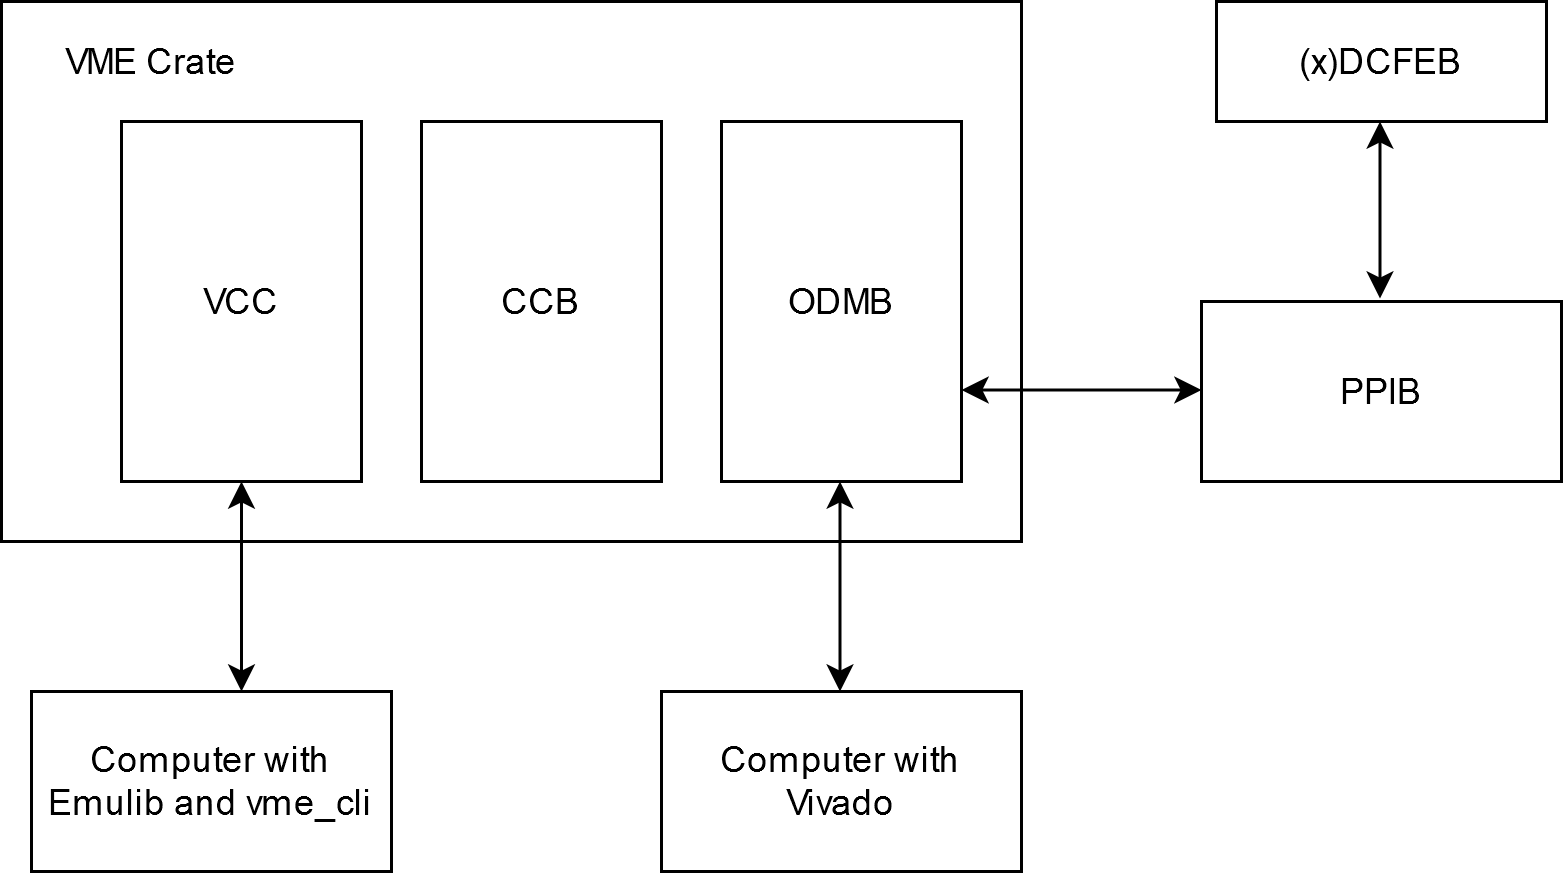 VME Crate
(x)DCFEB
VCC
CCB
ODMB
PPIB
Computer with
Emulib and vme_cli
Computer with
Vivado